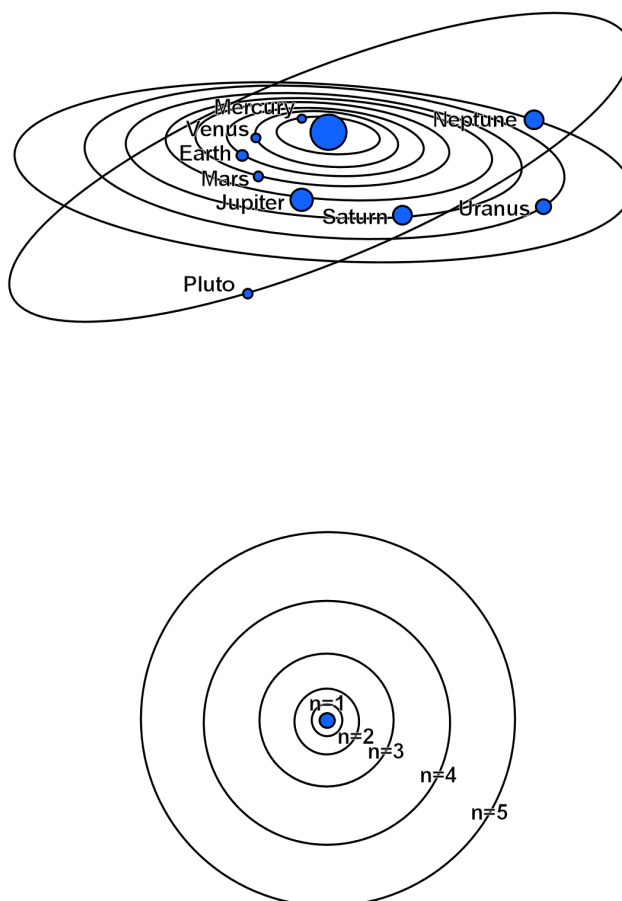 Mercury
Neptune
Venus
Earth
Mars
Jupiter
Saturn
Uranus
Pluto
n=1
n=2
n=3
n=4
n=5